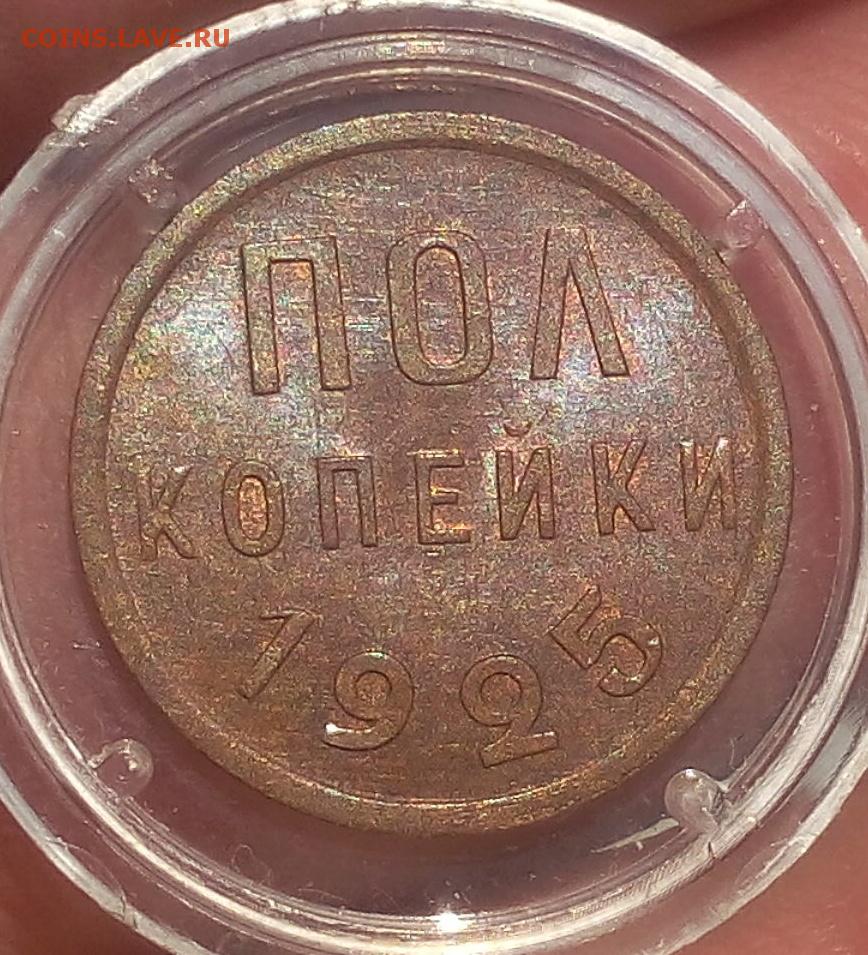 COINS.LAVE.RU
ПОЛ
КОПЕЙКИ
1925